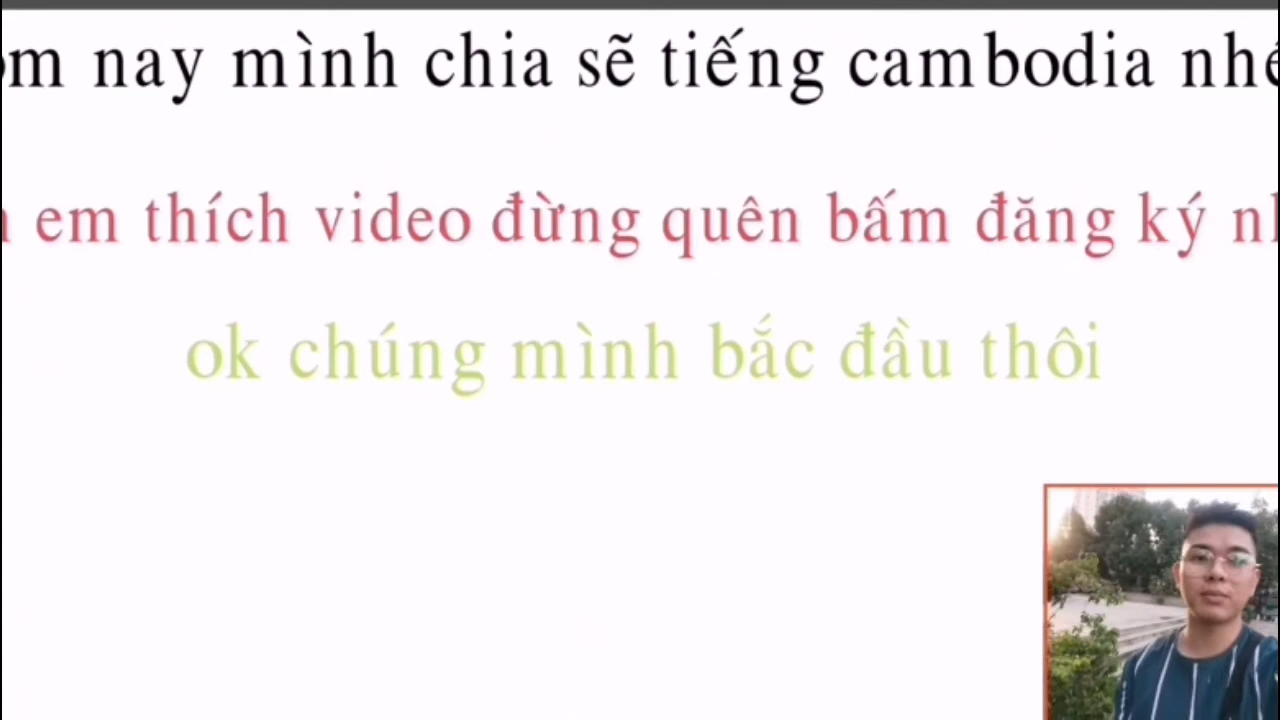 nay mình chia sẽ tiếng cambodia
em thích video đừng quên bấm đăng ký
ok chúng mình bắc đầu thôi